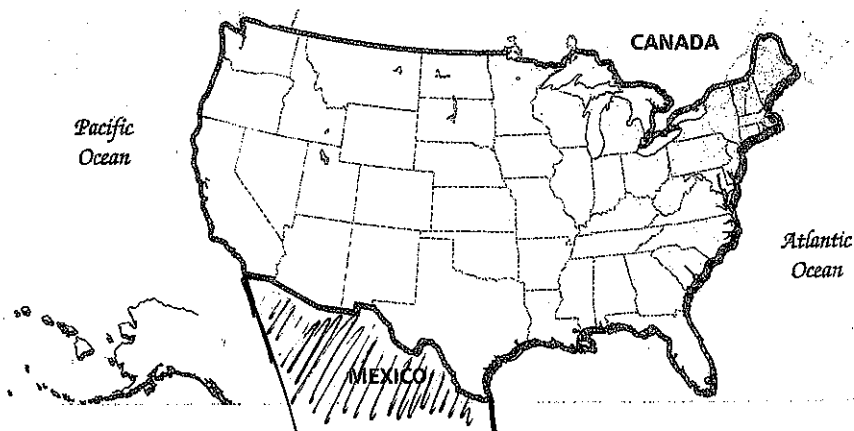 CANADA
Pacific
Ocean
Atlantic
Ocean
MEXICO